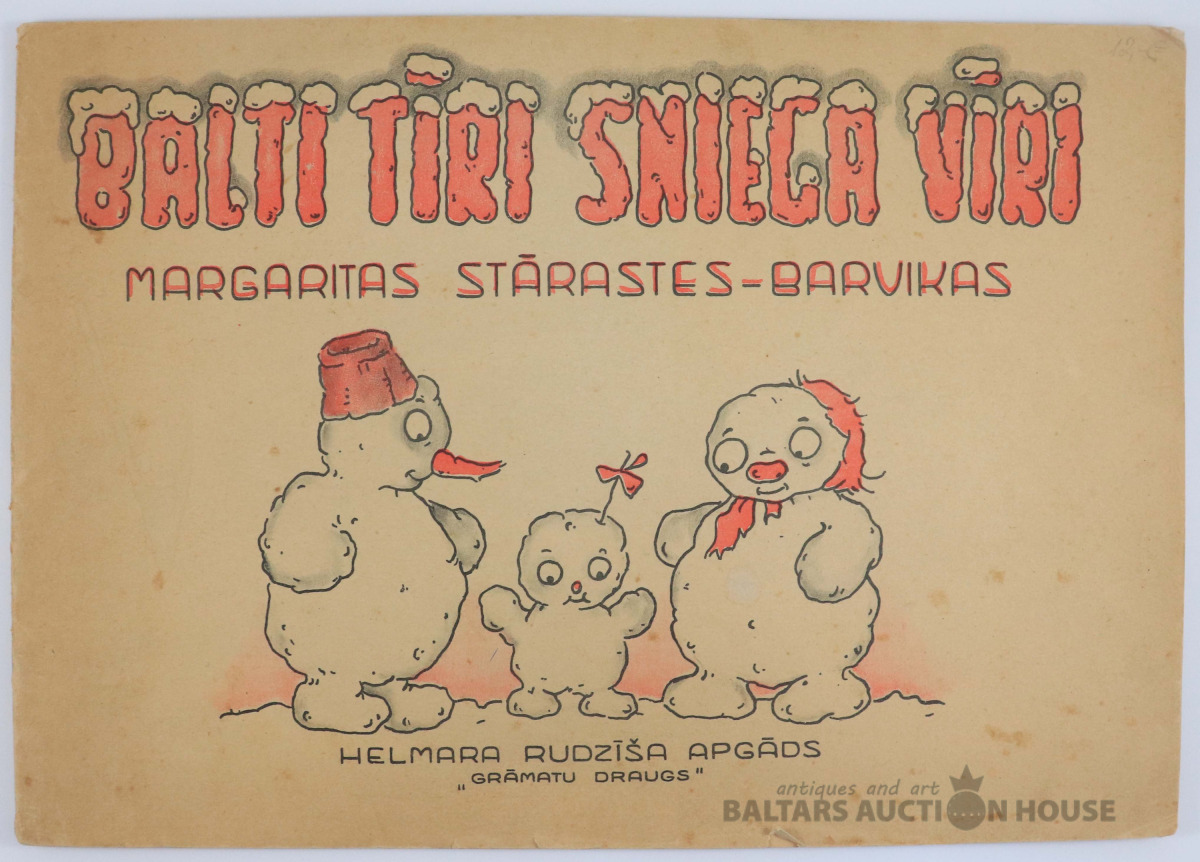 BALTI TĪRI SNIEGA VĪRI
MARGARITAS STĀRASTES-BARVIKAS
HELMARA RUDZĪŠA APGĀDS
„GRĀMATU DRAUGS"
antiques and art
BALTARS AUCTION HOUSE